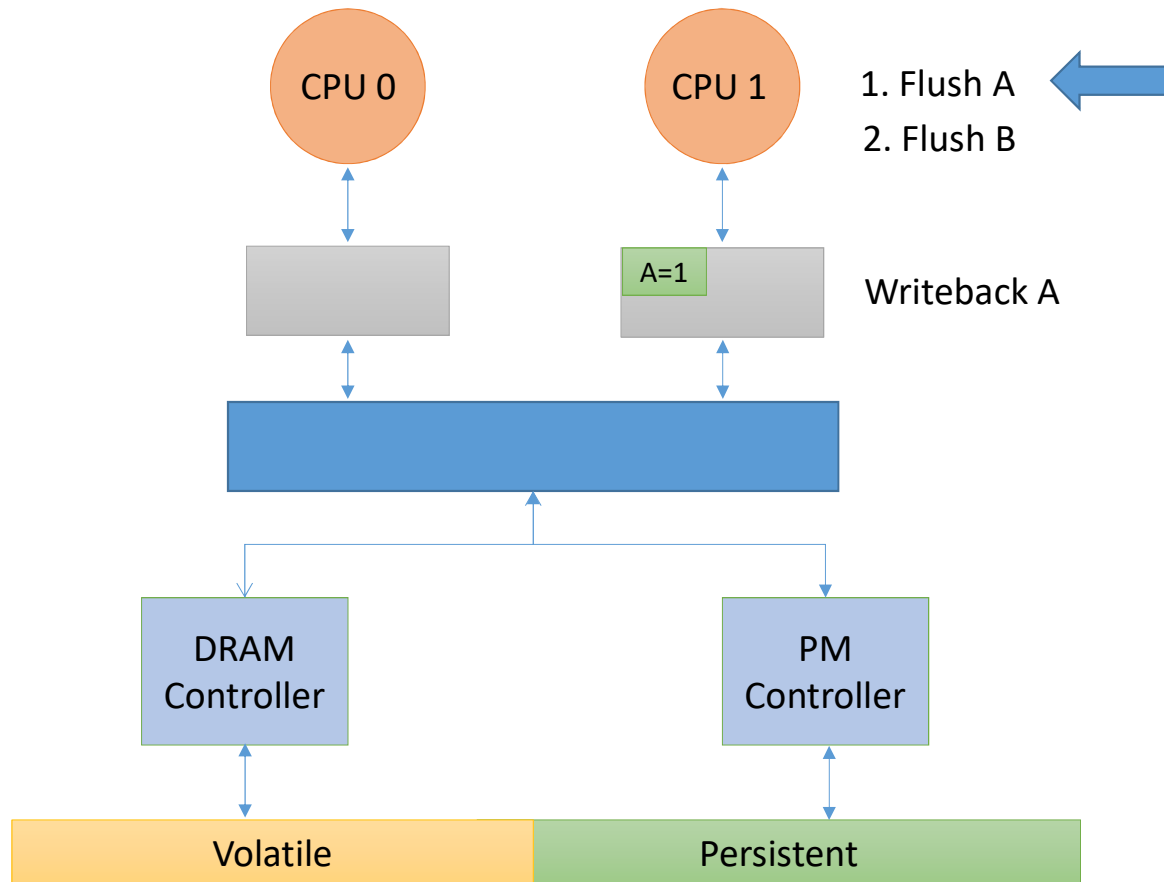 CPU 0
CPU 1
1. Flush A
2. Flush B
A=1
Writeback A
DRAM
Controller
PM
Controller
Volatile
Persistent